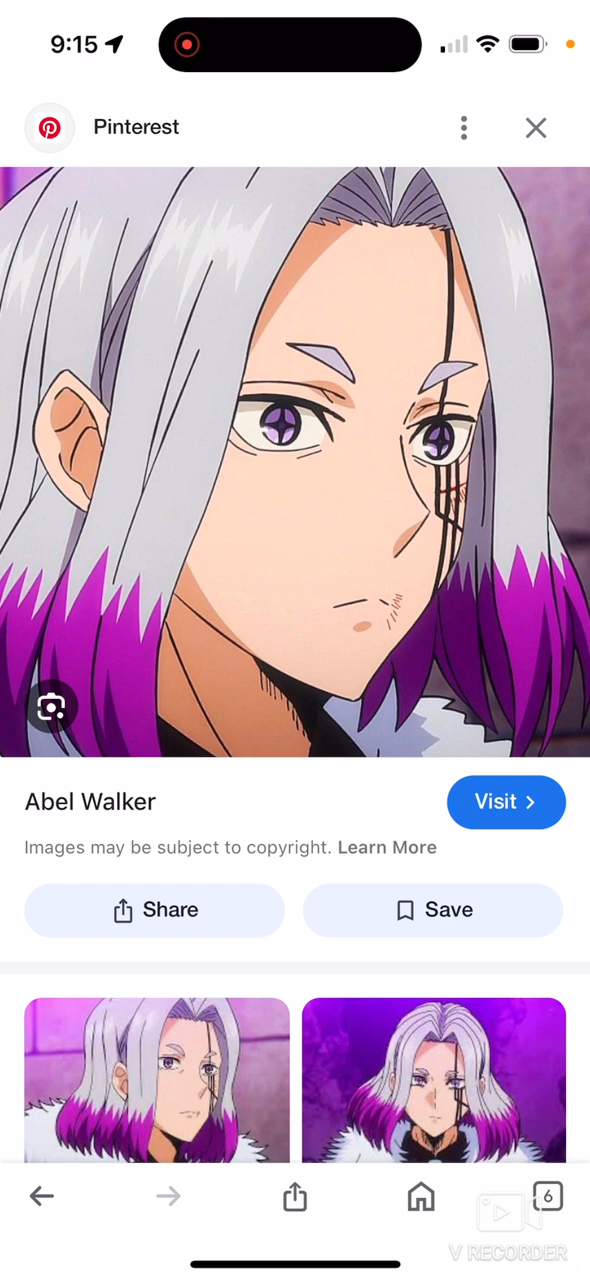 9:15
Pinterest
Abel Walker
Visit
Images may be subject to copyright. Learn More
Share
Save
6
V RECORDER